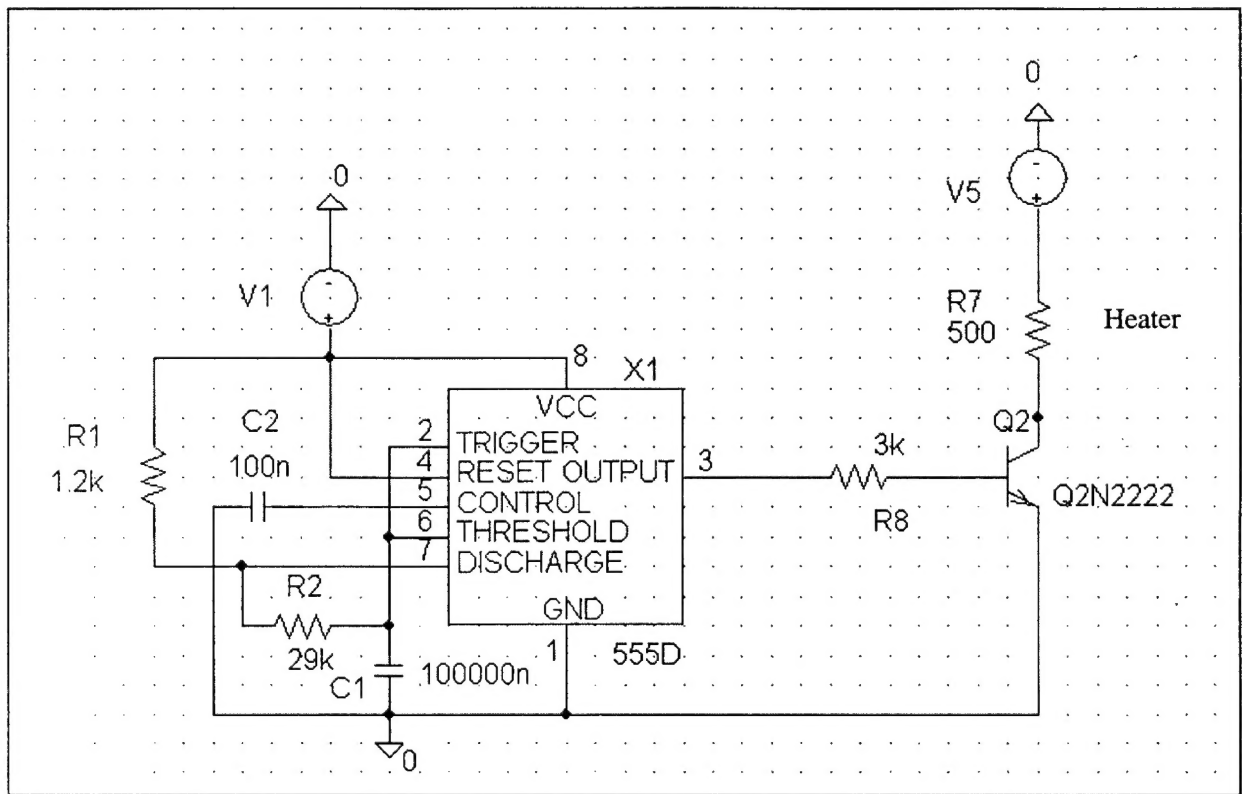 0
V5
0
V1
R7
500
Heater
8
X1
VCC
C2
100n
R1
1.2k
2
TRIGGER
4
RESET OUTPUT
3
5
CONTROL
6
THRESHOLD
7
DISCHARGE
3k
R8
Q2
Q2N2222
R2
29k
GND
1
555D
C1
100000n
0